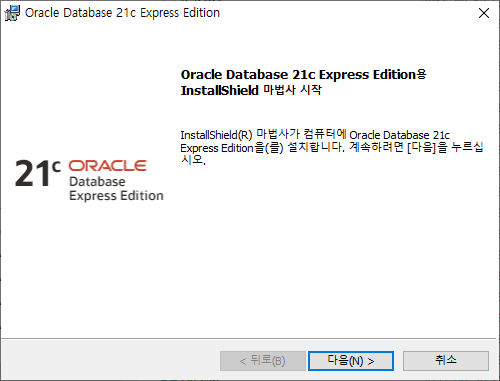 Oracle Database 21c Express Edition
Oracle Database 21c Express Edition용
InstallShield 마법사 시작
InstallShield(R) 마법사가 컴퓨터에 Oracle Database 21c
Express Edition을(를) 설치합니다. 계속하려면 [다음]을 누르십
시오.
21c ORACLE
Database
Express Edition
< 뒤로(B)
다음(N) >
취소